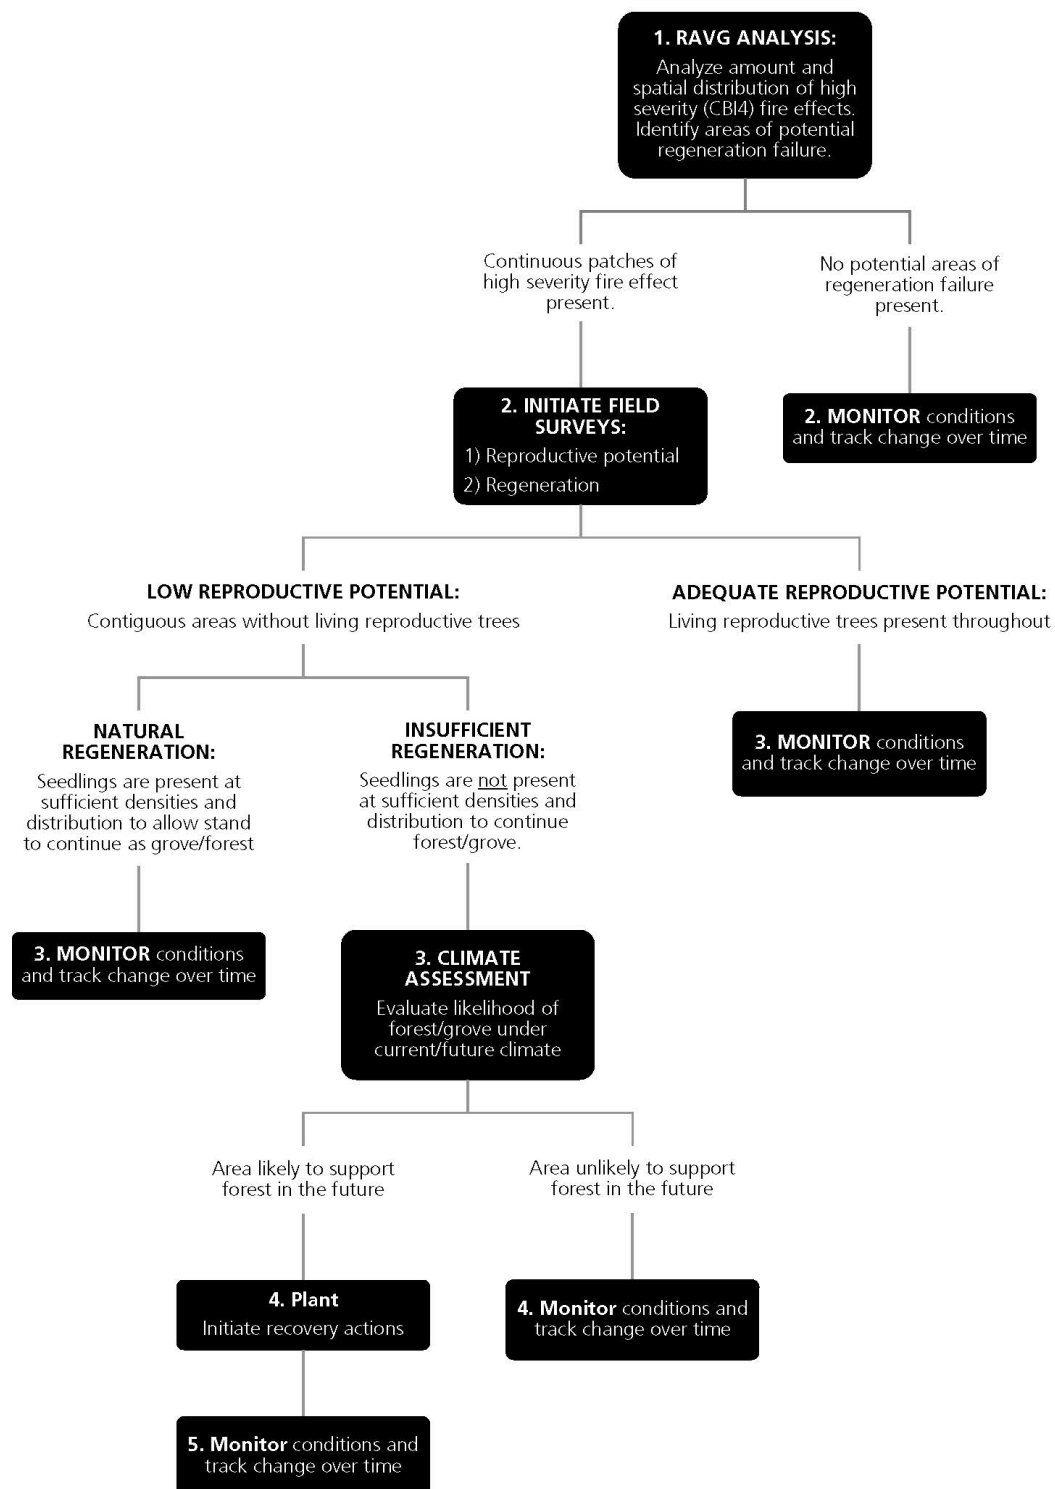 1. RAVG ANALYSIS:
Analyze amount and
spatial distribution of high
severity (CBI4) fire effects.
Identify areas of potential
regeneration failure.
Continuous patches of
high severity fire effect
present.
No potential areas of
regeneration failure
present.
2. INITIATE FIELD
SURVEYS:
1) Reproductive potential
2) Regeneration
2. MONITOR conditions
and track change over time
LOW REPRODUCTIVE POTENTIAL:
Contiguous areas without living reproductive trees
ADEQUATE REPRODUCTIVE POTENTIAL:
Living reproductive trees present throughout
NATURAL
REGENERATION:
Seedlings are present at
sufficient densities and
distribution to allow stand
to continue as grove/forest
INSUFFICIENT
REGENERATION:
Seedlings are not present
at sufficient densities and
distribution to continue
forest/grove.
3. MONITOR conditions
and track change over time
3. MONITOR conditions
and track change over time
3. CLIMATE
ASSESSMENT
Evaluate likelihood of
forest/grove under
current/future climate
Area likely to support
forest in the future
Area unlikely to support
forest in the future
4. Plant
Initiate recovery actions
4. Monitor conditions and
track change over time
5. Monitor conditions and
track change over time